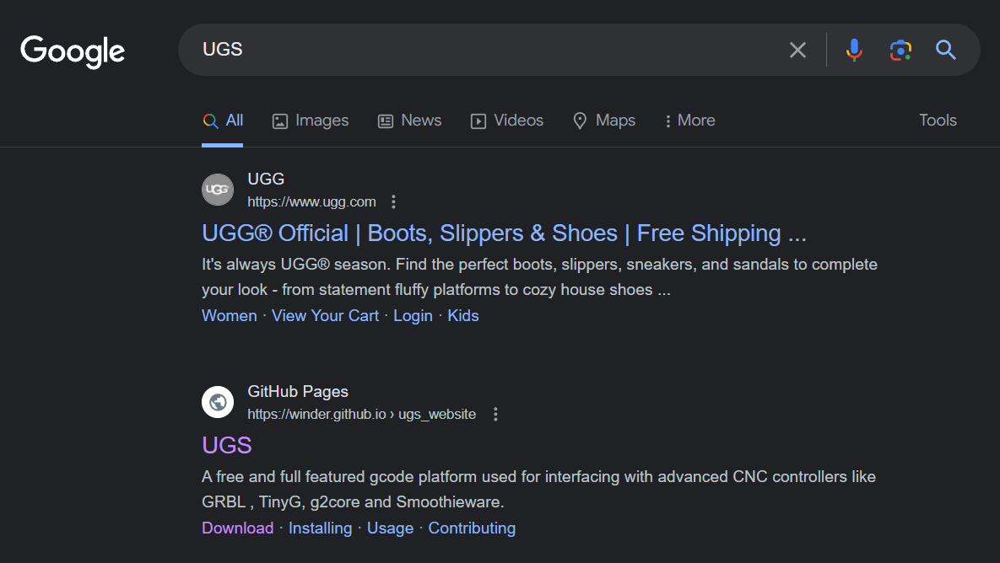 Google
UGS
All Images News Videos Maps More Tools
UGG
UGG
https://www.ugg.com
UGG® Official | Boots, Slippers & Shoes | Free Shipping ...
It's always UGG® season. Find the perfect boots, slippers, sneakers, and sandals to complete
your look - from statement fluffy platforms to cozy house shoes ...
Women · View Your Cart · Login · Kids
GitHub Pages
https://winder.github.io › ugs_website
UGS
A free and full featured gcode platform used for interfacing with advanced CNC controllers like
GRBL , TinyG, g2core and Smoothieware.
Download · Installing · Usage · Contributing